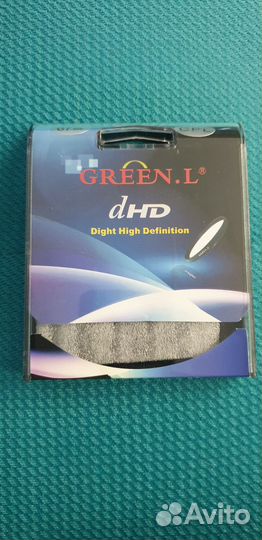 GREEN.L®
dHD
Dight High Definition
Avito